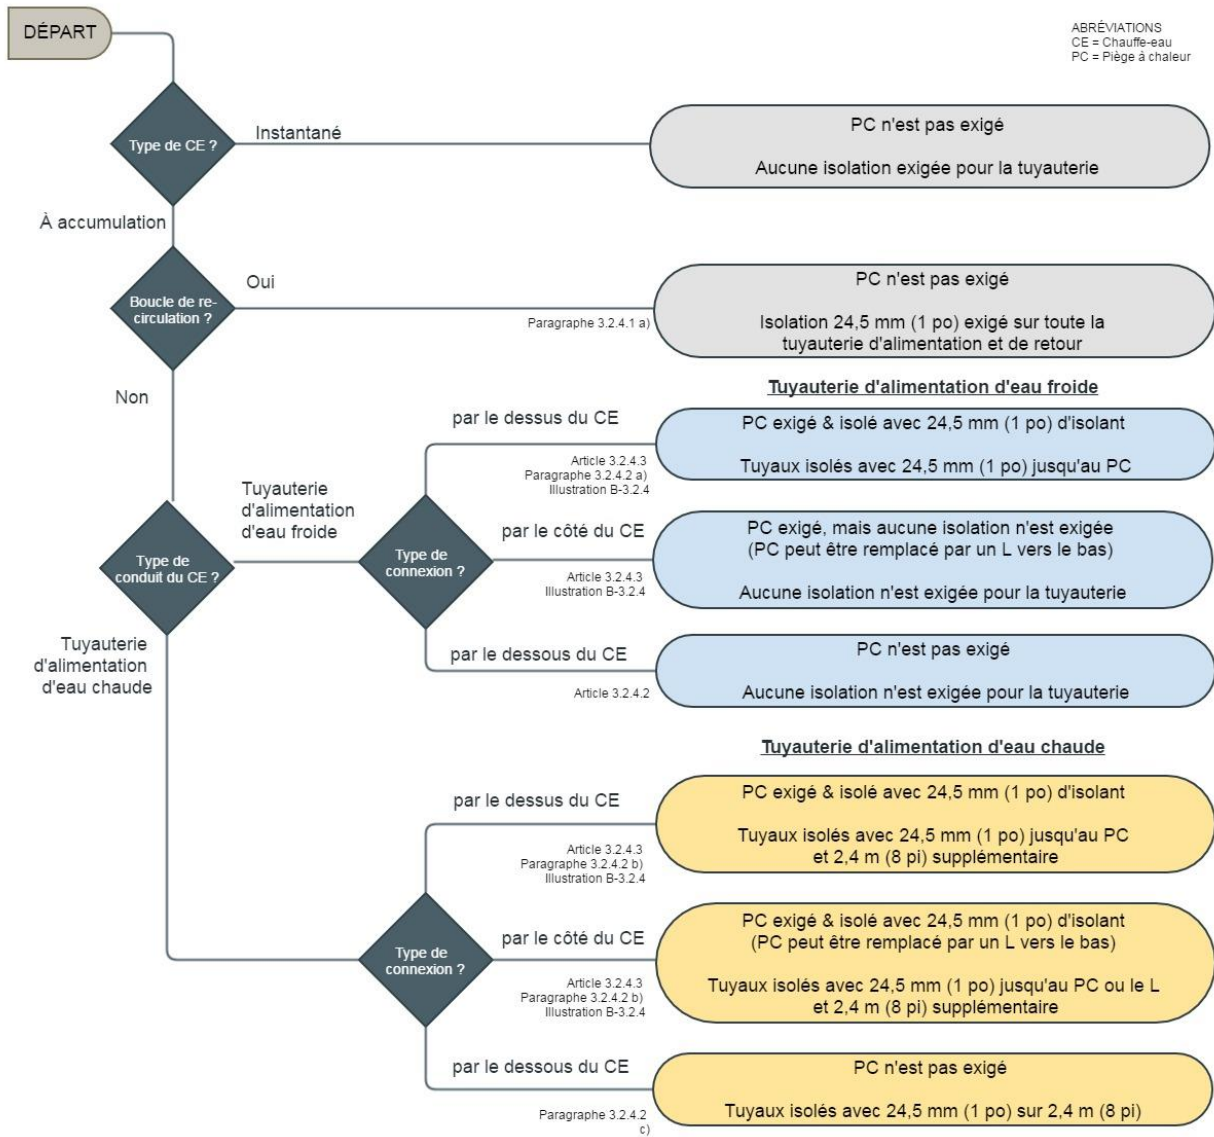 DÉPART
ABRÉVIATIONS
CE = Chauffe-eau
PC = Piège à chaleur
Type de CE ?
Instantané
PC n'est pas exigé
Aucune isolation exigée pour la tuyauterie
À accumulation
Boucle de re-
circulation ?
Oui
Paragraphe 3.2.4.1 a)
PC n'est pas exigé
Isolation 24,5 mm (1 po) exigé sur toute la
tuyauterie d'alimentation et de retour
Non
Type de
conduit du CE ?
Tuyauterie
d'alimentation
d'eau froide
Type de
connexion ?
Tuyauterie d'alimentation d'eau froide
par le dessus du CE
Article 3.2.4.3
Paragraphe 3.2.4.2 a)
Illustration B-3.2.4
PC exigé & isolé avec 24,5 mm (1 po) d'isolant
Tuyaux isolés avec 24,5 mm (1 po) jusqu'au PC
par le côté du CE
Article 3.2.4.3
Illustration B-3.2.4
PC exigé, mais aucune isolation n'est exigée
(PC peut être remplacé par un L vers le bas)
Aucune isolation n'est exigée pour la tuyauterie
par le dessous du CE
Article 3.2.4.2
PC n'est pas exigé
Aucune isolation n'est exigée pour la tuyauterie
Tuyauterie
d'alimentation
d'eau chaude
Type de
connexion ?
Tuyauterie d'alimentation d'eau chaude
par le dessus du CE
Article 3.2.4.3
Paragraphe 3.2.4.2 b)
Illustration B-3.2.4
PC exigé & isolé avec 24,5 mm (1 po) d'isolant
Tuyaux isolés avec 24,5 mm (1 po) jusqu'au PC
et 2,4 m (8 pi) supplémentaire
par le côté du CE
Article 3.2.4.3
Paragraphe 3.2.4.2 b)
Illustration B-3.2.4
PC exigé & isolé avec 24,5 mm (1 po) d'isolant
(PC peut être remplacé par un L vers le bas)
Tuyaux isolés avec 24,5 mm (1 po) jusqu'au PC ou le L
et 2,4 m (8 pi) supplémentaire
par le dessous du CE
Paragraphe 3.2.4.2
c)
PC n'est pas exigé
Tuyaux isolés avec 24,5 mm (1 po) sur 2,4 m (8 pi)